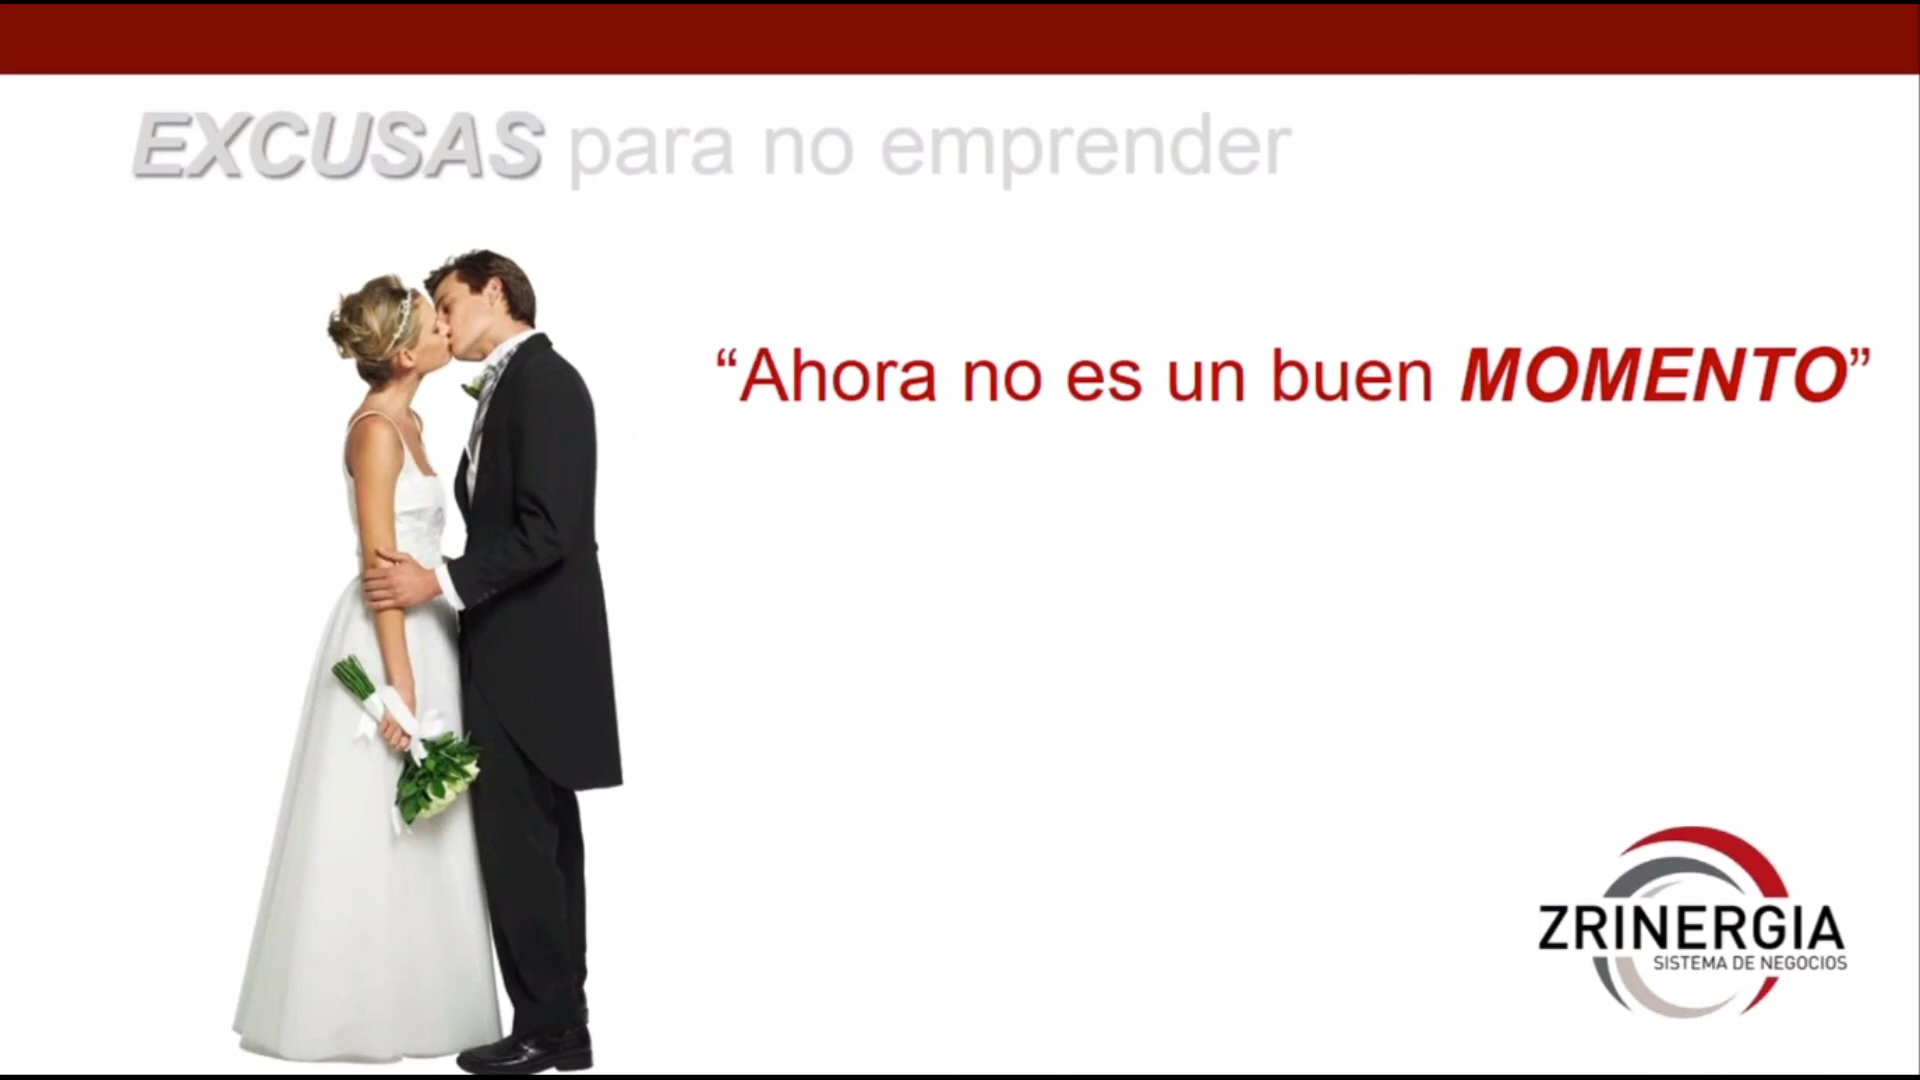 EXCUSAS para no emprender
“Ahora no es un buen MOMENTO”
ZRINERGIA
SISTEMA DE NEGOCIOS